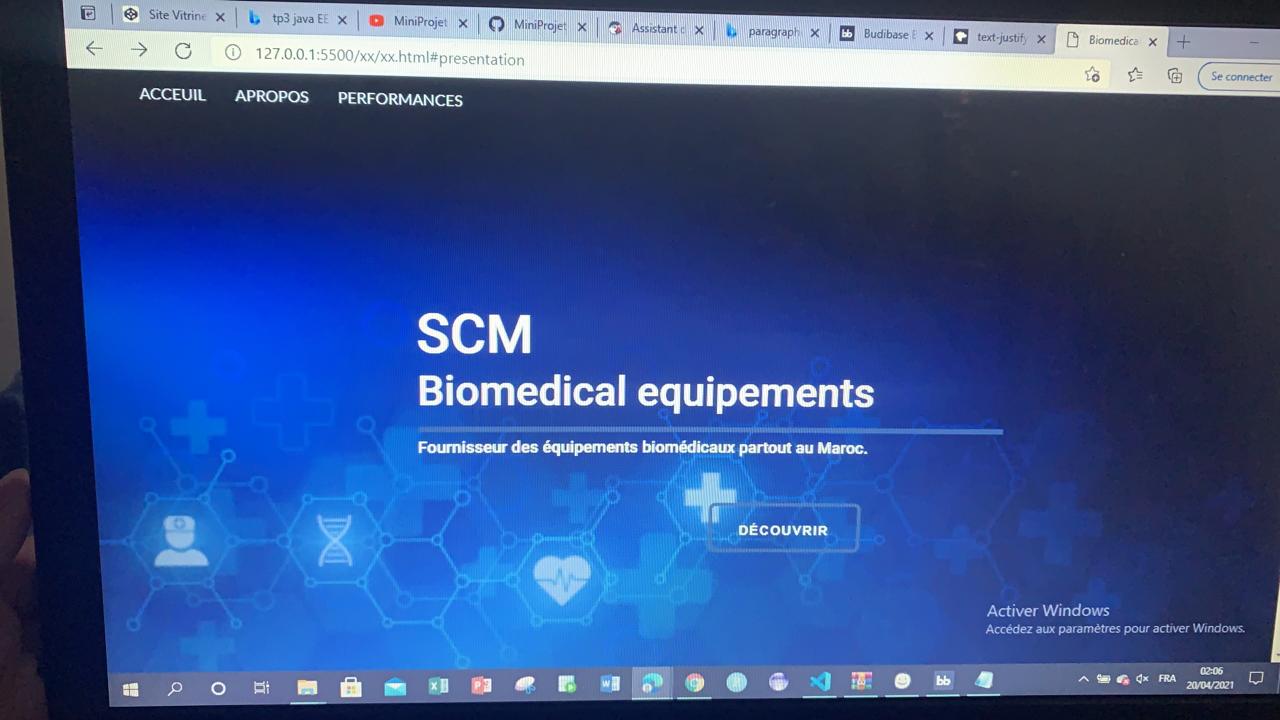 Site Vitrine
tp3 java EE
MiniProjet
MiniProjet
Assistant d
paragraph
Budibase
text-justify
Biomedica
127.0.0.1:5500/xx/xx.html#presentation
Se connecter
ACCEUIL
APROPOS
PERFORMANCES
SCM
Biomedical equipements
Fournisseur des équipements biomédicaux partout au Maroc.
DÉCOUVRIR
Activer Windows
Accédez aux paramètres pour activer Windows.
FRA
02:06
20/04/2021
bb